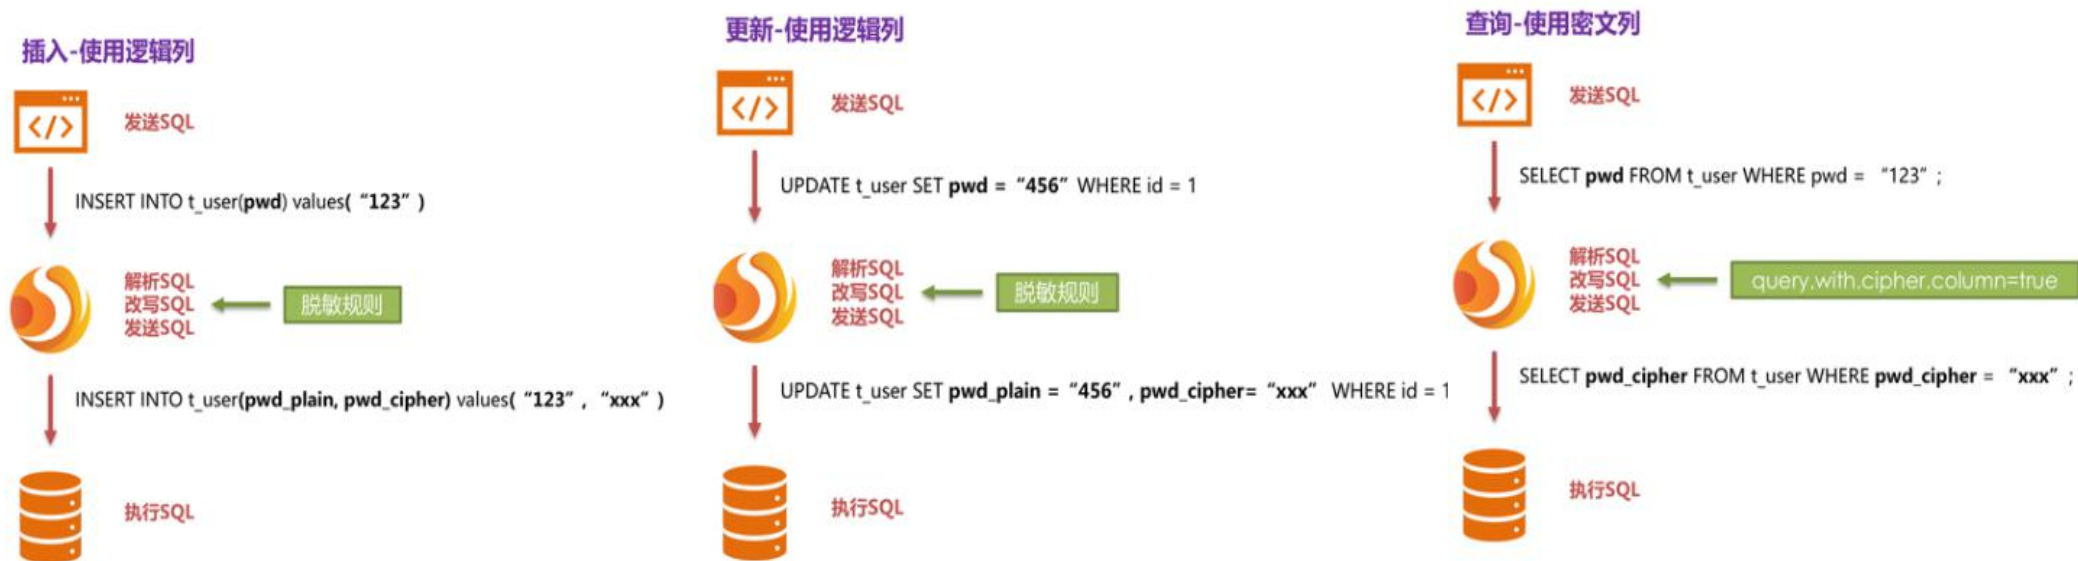 插入-使用逻辑列
</>
发送SQL
INSERT INTO t_user(pwd) values(“123”)
解析SQL
改写SQL
发送SQL
脱敏规则
INSERT INTO t_user(pwd_plain, pwd_cipher) values(“123”, “xxx”)
执行SQL
更新-使用逻辑列
</>
发送SQL
UPDATE t_user SET pwd = “456” WHERE id = 1
解析SQL
改写SQL
发送SQL
脱敏规则
UPDATE t_user SET pwd_plain = “456”, pwd_cipher= “xxx” WHERE id = 1
执行SQL
查询-使用密文列
</>
发送SQL
SELECT pwd FROM t_user WHERE pwd = “123”;
解析SQL
改写SQL
发送SQL
query.with.cipher.column=true
SELECT pwd_cipher FROM t_user WHERE pwd_cipher = “xxx”;
执行SQL